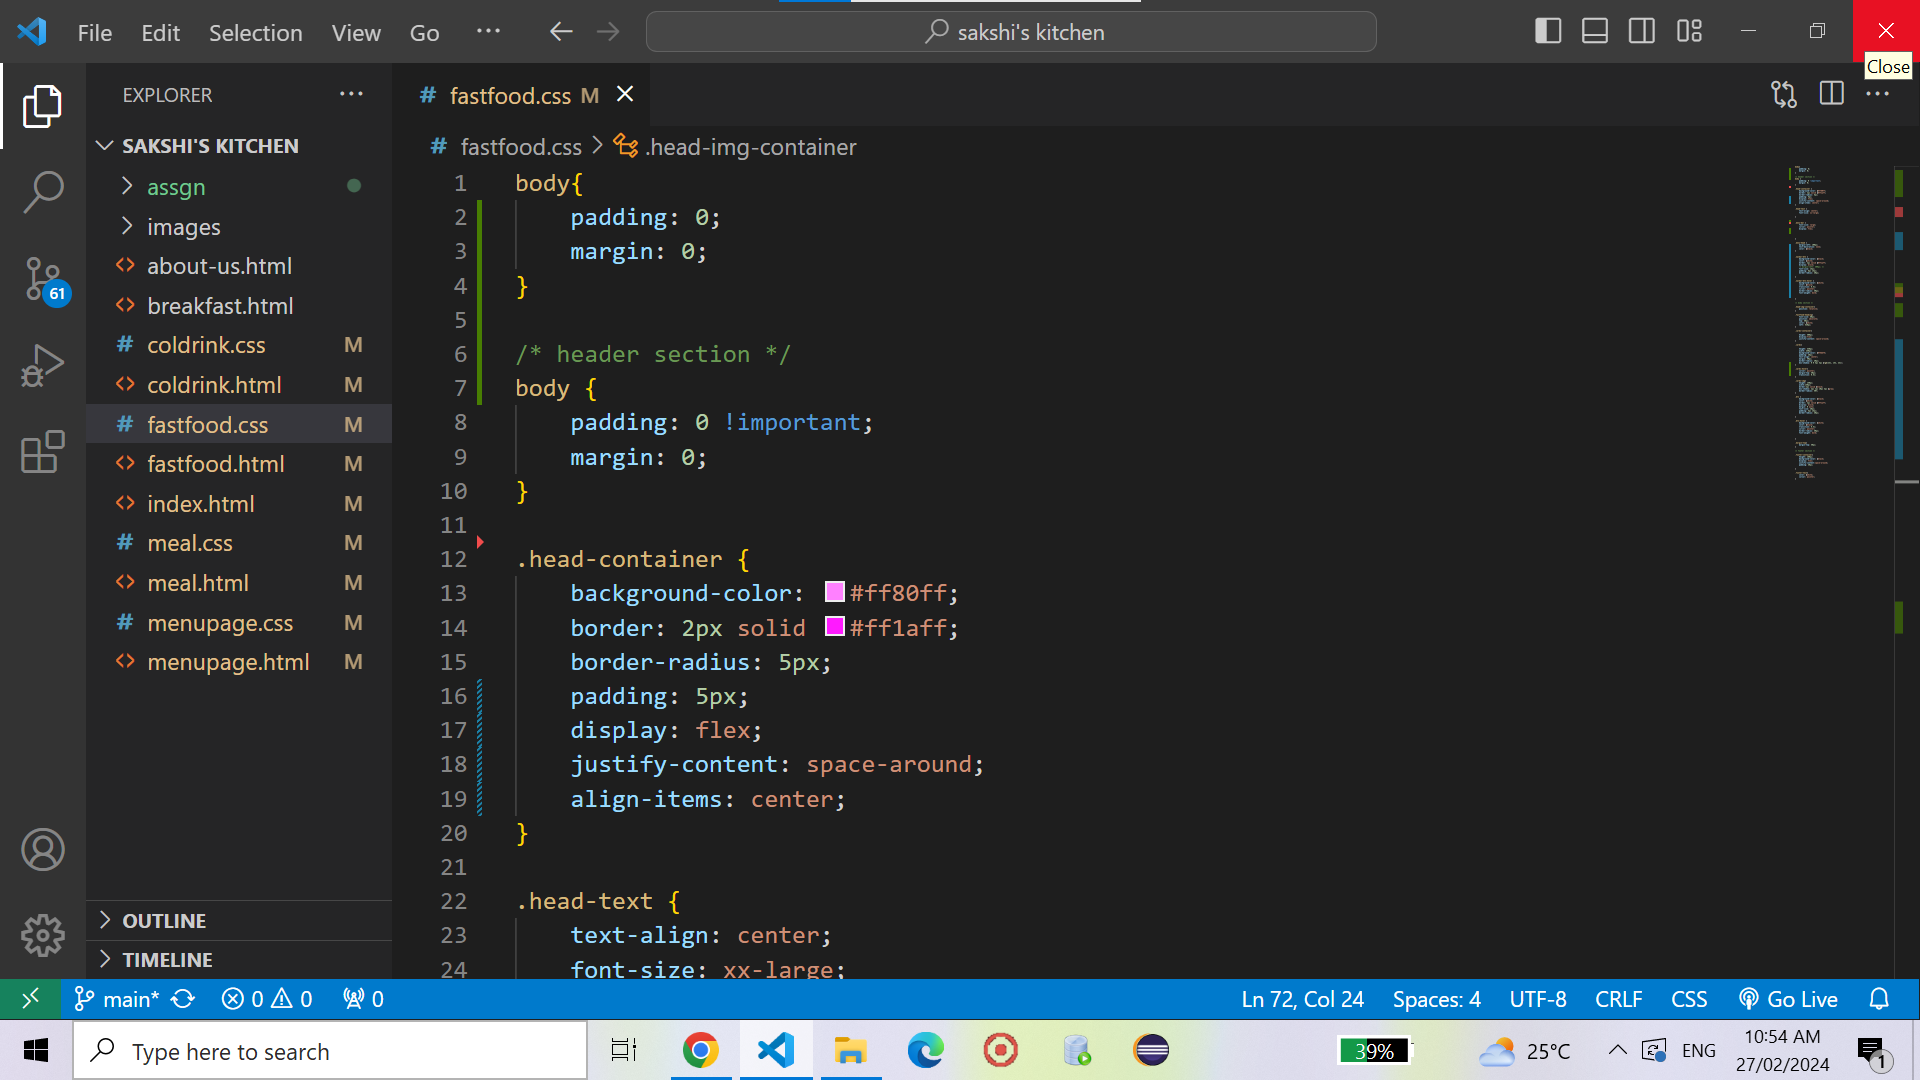 File Edit Selection View Go ··· sakshi's kitchen
Close
EXPLORER ···
SAKSHI'S KITCHEN
assgn
images
about-us.html
breakfast.html
coldrink.css M
coldrink.html M
fastfood.css M
fastfood.html M
index.html M
meal.css M
meal.html M
menupage.css M
menupage.html M
61
OUTLINE
TIMELINE
# fastfood.css M
# fastfood.css > .head-img-container
1 body{
2 padding: 0;
3 margin: 0;
4 }
5
6 /* header section */
7 body {
8 padding: 0 !important;
9 margin: 0;
10 }
11
12 .head-container {
13 background-color: #ff80ff;
14 border: 2px solid #ff1aff;
15 border-radius: 5px;
16 padding: 5px;
17 display: flex;
18 justify-content: space-around;
19 align-items: center;
20 }
21
22 .head-text {
23 text-align: center;
24 font-size: xx-large;
main* 0 0 0 Ln 72, Col 24 Spaces: 4 UTF-8 CRLF CSS Go Live
Type here to search 39% 25°C ENG 10:54 AM
27/02/2024 1